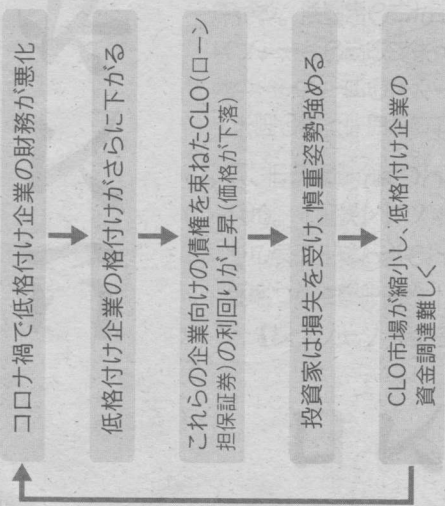 コロナ禍で低格付け企業の財務が悪化
低格付け企業の格付けがさらに下がる
これらの企業向けの債権を束ねたCLO(ローン
担保証券)の利回りが上昇(価格が下落)
投資家は損失を受け、慎重姿勢強める
CLO市場が縮小し、低格付け企業の
資金調達難しく